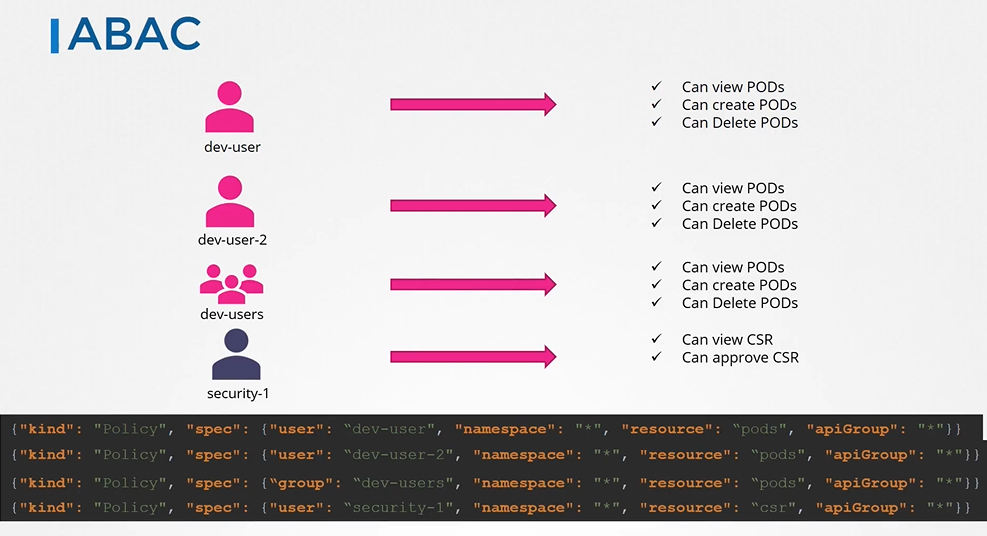 ABAC
dev-user
✓ Can view PODs
✓ Can create PODs
✓ Can Delete PODs
dev-user-2
✓ Can view PODs
✓ Can create PODs
✓ Can Delete PODs
dev-users
✓ Can view PODs
✓ Can create PODs
✓ Can Delete PODs
security-1
✓ Can view CSR
✓ Can approve CSR
{"kind": "Policy", "spec": {"user": “dev-user", "namespace": "*", "resource": “pods", "apiGroup": "*"}}
{"kind": "Policy", "spec": {"user": “dev-user-2", "namespace": "*", "resource": “pods", "apiGroup": "*"}}
{"kind": "Policy", "spec": {“group": “dev-users", "namespace": "*", "resource": “pods", "apiGroup": "*"}}
{"kind": "Policy", "spec": {"user": “security-1", "namespace": "*", "resource": “csr", "apiGroup": "*"}}